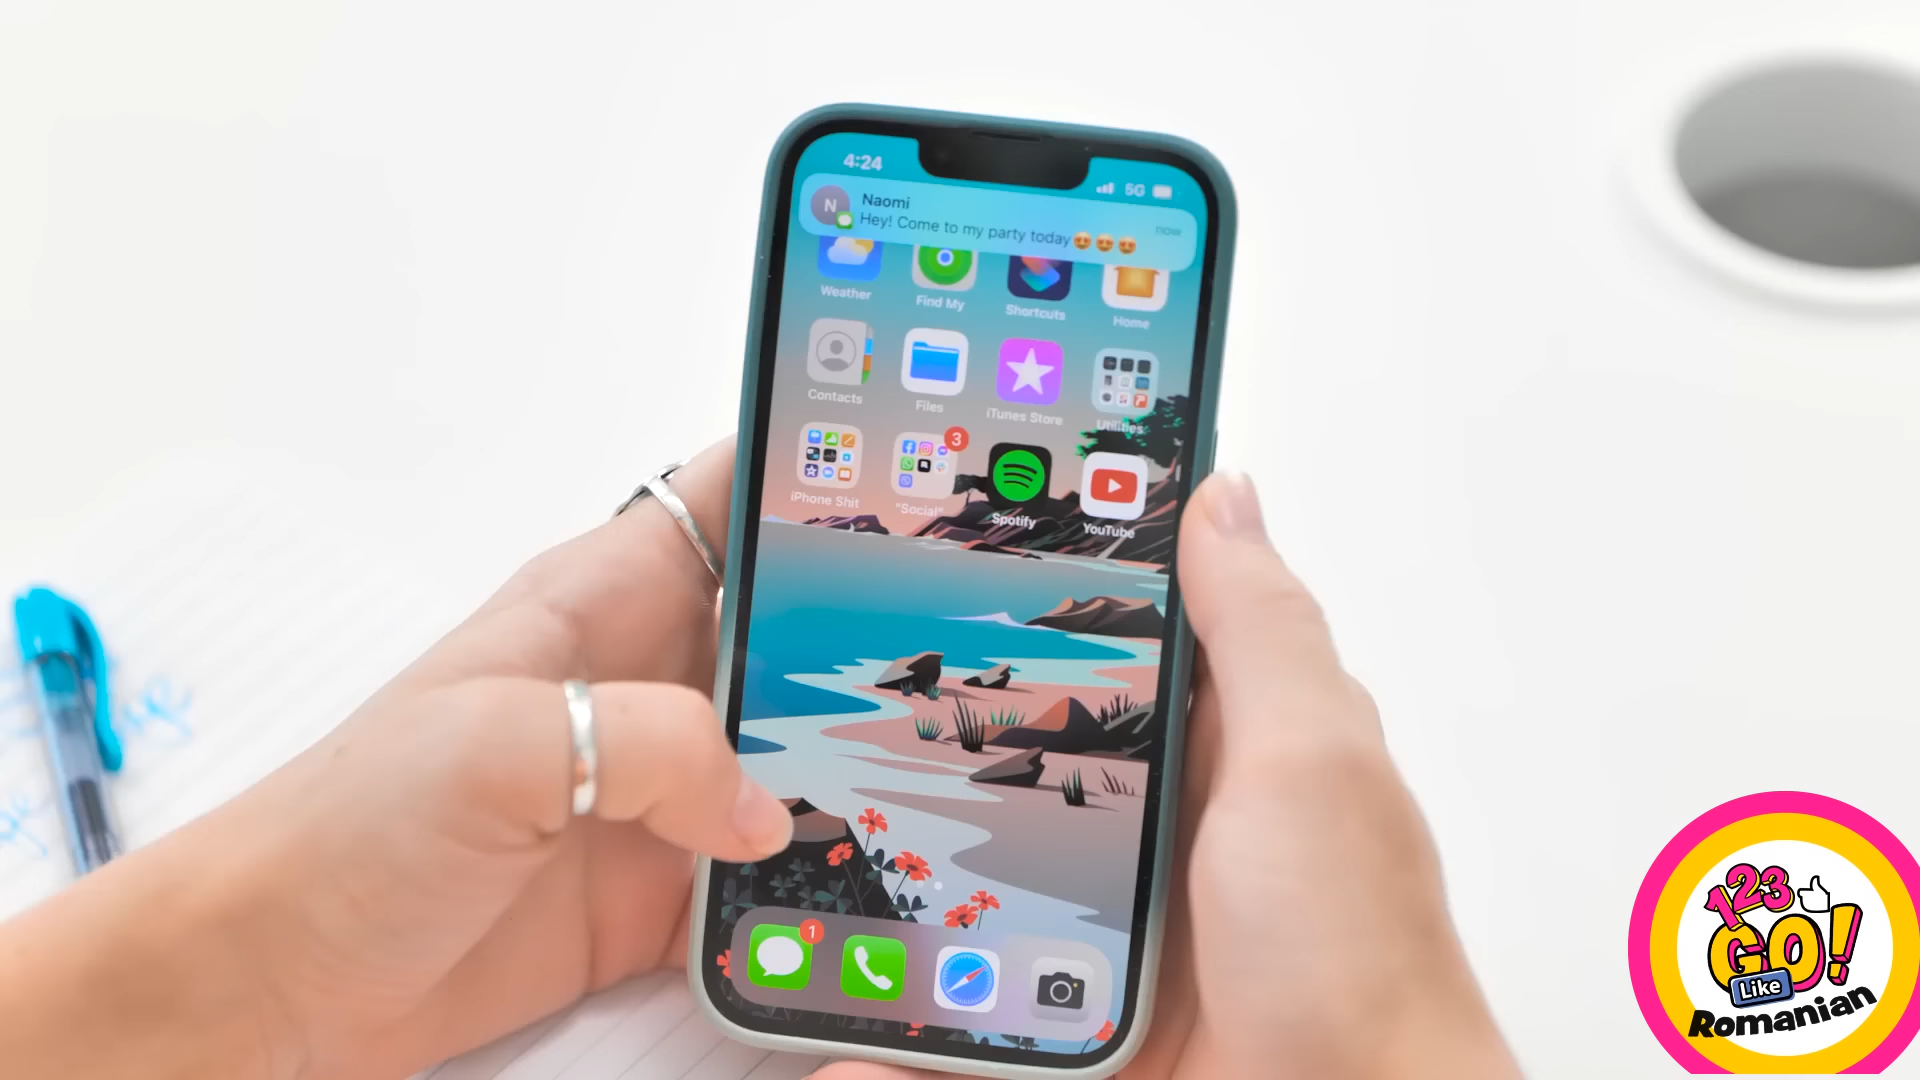 4:24
5G
N
Naomi
Hey! Come to my party today😍😍😍
now
Weather
Find My
Shortcuts
Home
Contacts
Files
iTunes Store
Utilities
iPhone Shit
3
"Social"
Spotify
YouTube
1
123
GO!
Like
Romanian